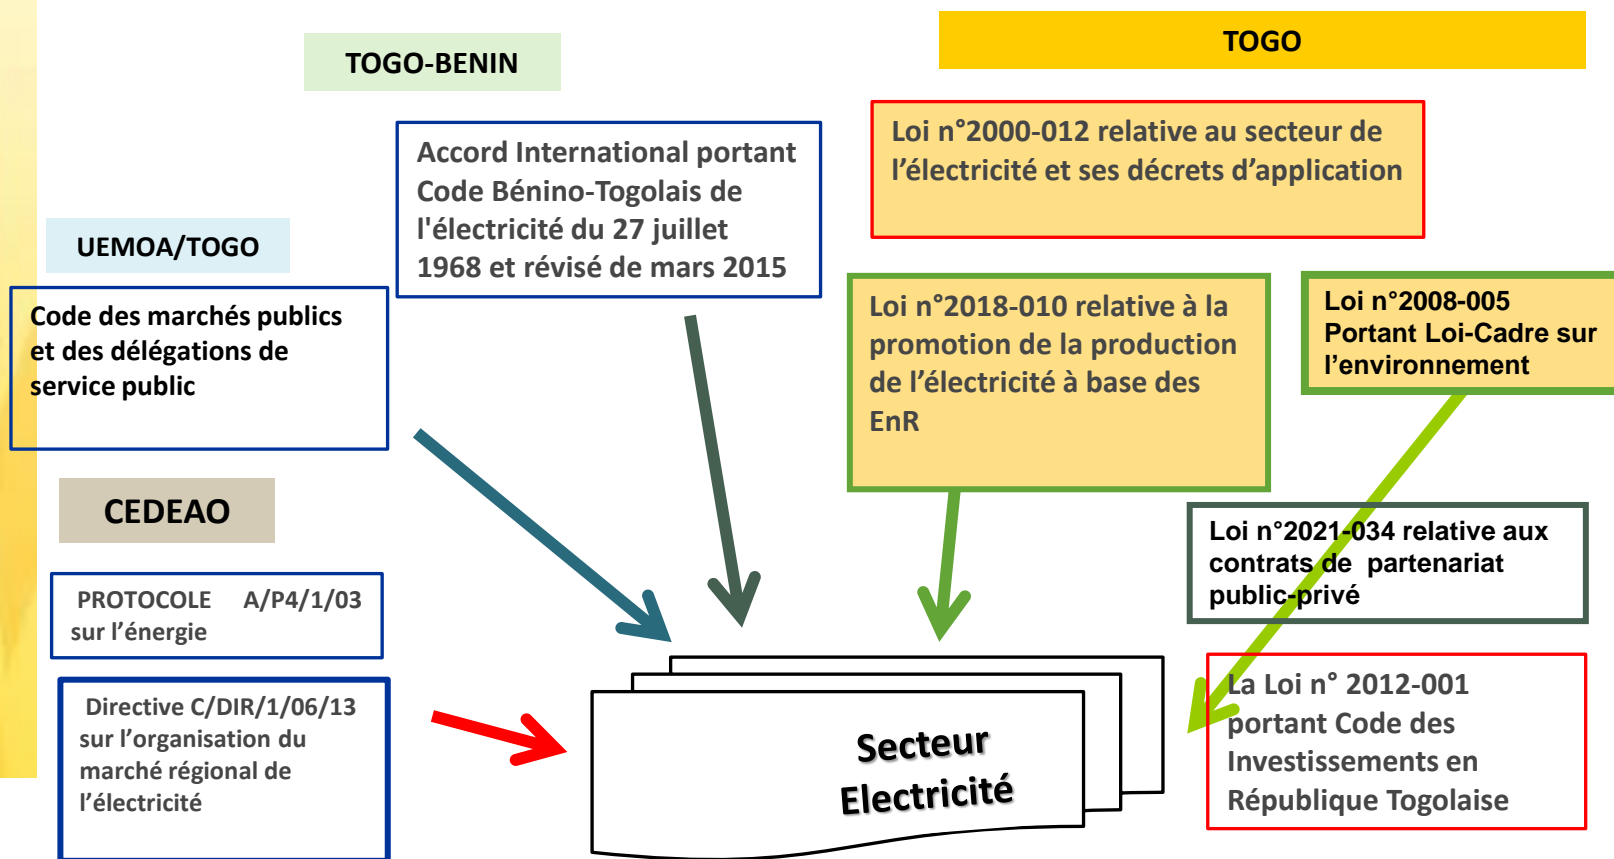 TOGO-BENIN
TOGO
Accord International portant
Code Bénino-Togolais de
l'électricité du 27 juillet
1968 et révisé de mars 2015
Loi n°2000-012 relative au secteur de
l’électricité et ses décrets d’application
UEMOA/TOGO
Code des marchés publics
et des délégations de
service public
Loi n°2018-010 relative à la
promotion de la production
de l’électricité à base des
EnR
Loi n°2008-005
Portant Loi-Cadre sur
l’environnement
CEDEAO
PROTOCOLE A/P4/1/03
sur l’énergie
Directive C/DIR/1/06/13
sur l’organisation du
marché régional de
l’électricité
Loi n°2021-034 relative aux
contrats de partenariat
public-privé
La Loi n° 2012-001
portant Code des
Investissements en
République Togolaise
Secteur
Electricité